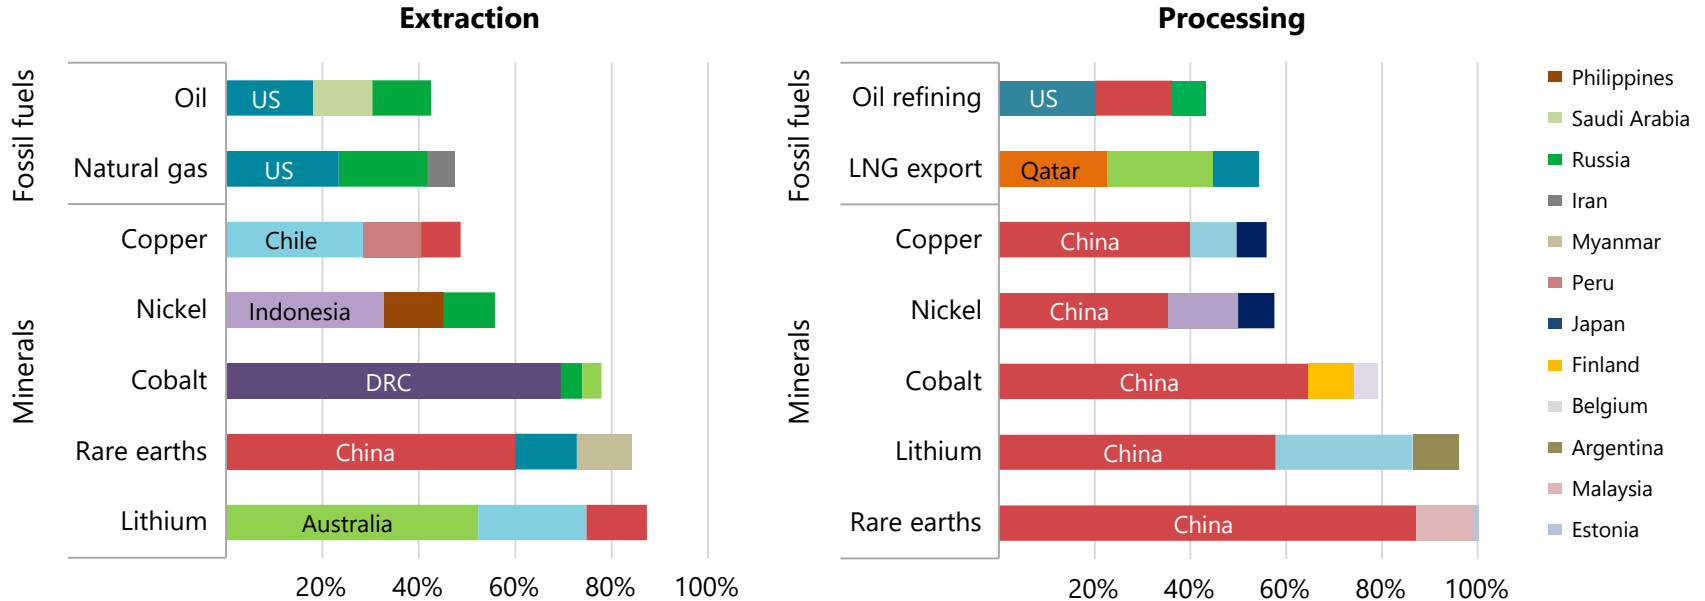 Extraction
Fossil fuels
Oil
US
Natural gas
US
Minerals
Copper
Chile
Nickel
Indonesia
Cobalt
DRC
Rare earths
China
Lithium
Australia
20% 40% 60% 80% 100%
Processing
Fossil fuels
Oil refining
US
LNG export
Qatar
Minerals
Copper
China
Nickel
China
Cobalt
China
Lithium
China
Rare earths
China
20% 40% 60% 80% 100%
Philippines
Saudi Arabia
Russia
Iran
Myanmar
Peru
Japan
Finland
Belgium
Argentina
Malaysia
Estonia